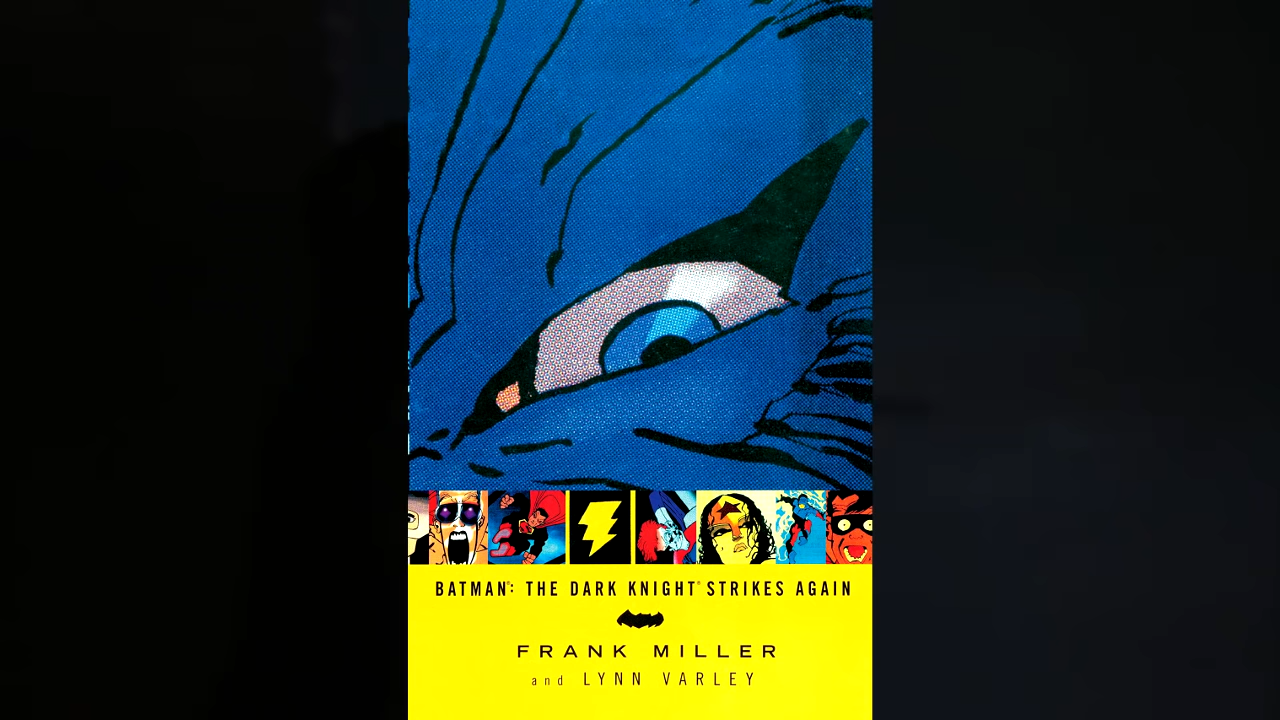 BATMAN®: THE DARK KNIGHT® STRIKES AGAIN
FRANK MILLER
and LYNN VARLEY